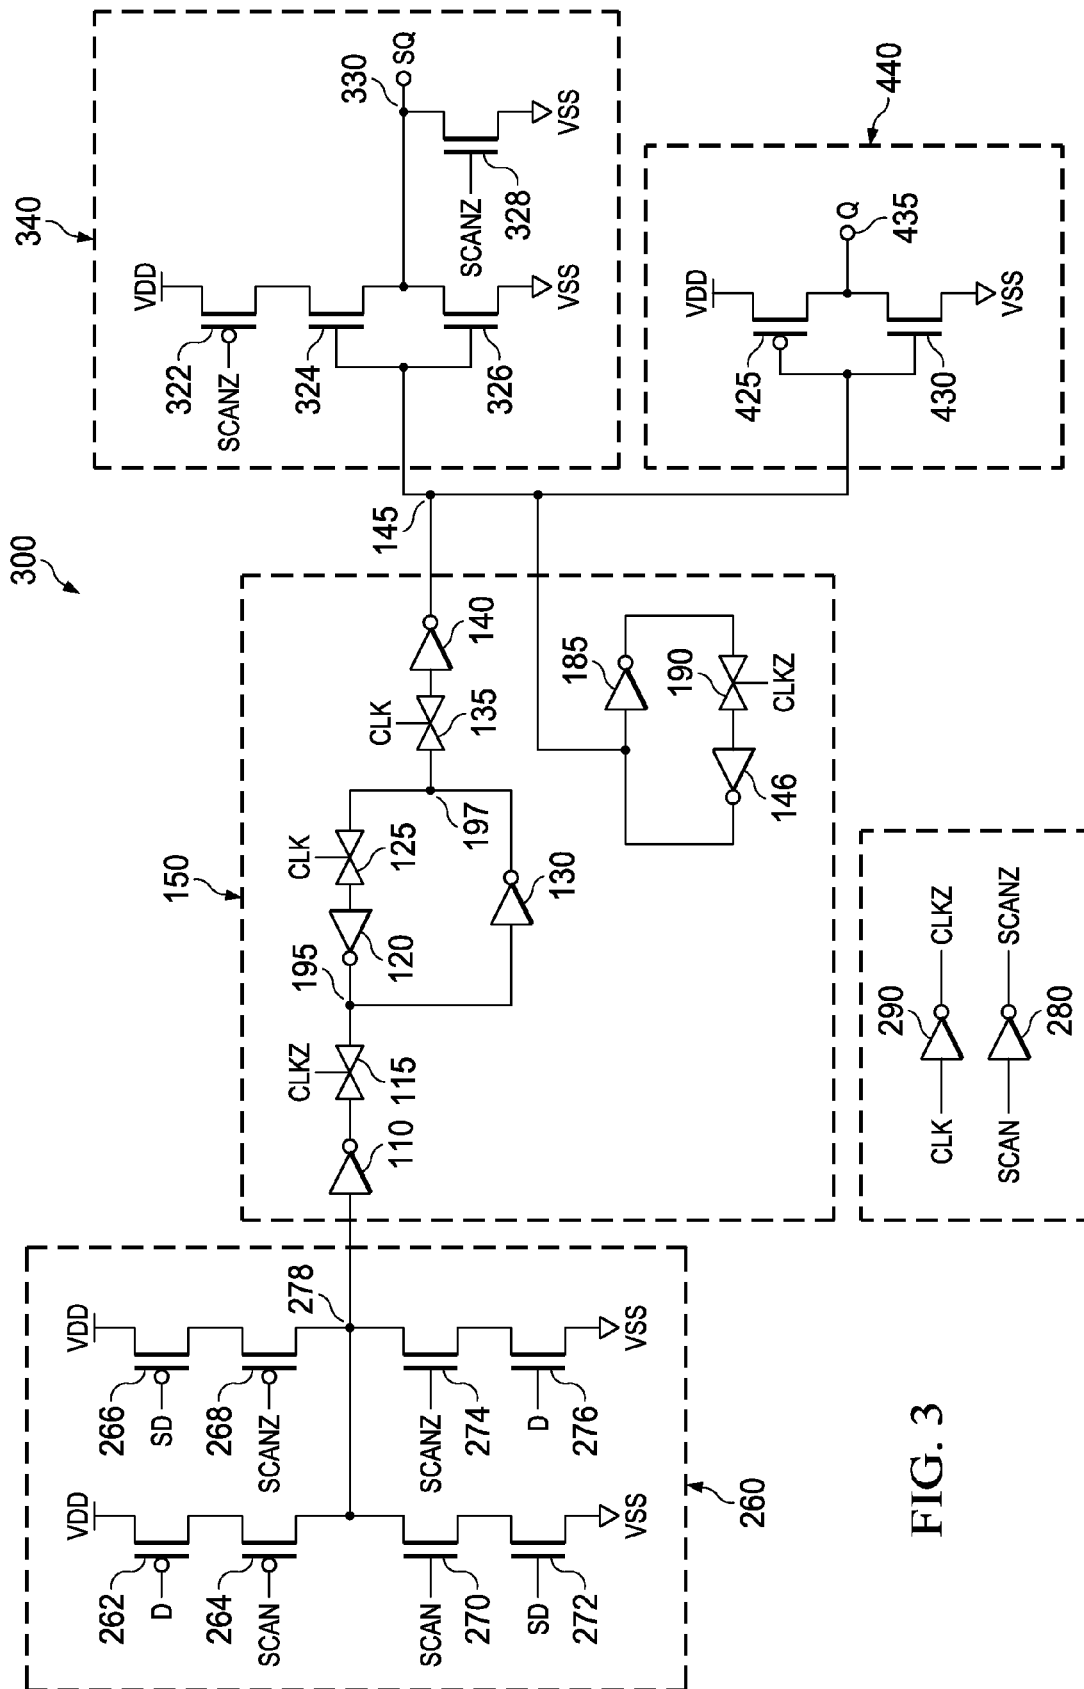 300
340
VDD
322
SCANZ
324
326
VSS
330
SQ
SCANZ
328
VSS
440
VDD
425
430
Q
435
VSS
145
150
CLKZ
110
115
195
120
CLK
125
130
197
CLK
135
140
185
190
CLKZ
146
260
VDD
262
D
264
SCAN
SCAN
270
SD
272
VSS
VDD
266
SD
268
SCANZ
278
SCANZ
274
D
276
VSS
CLK
290
CLKZ
SCAN
280
SCANZ
FIG. 3